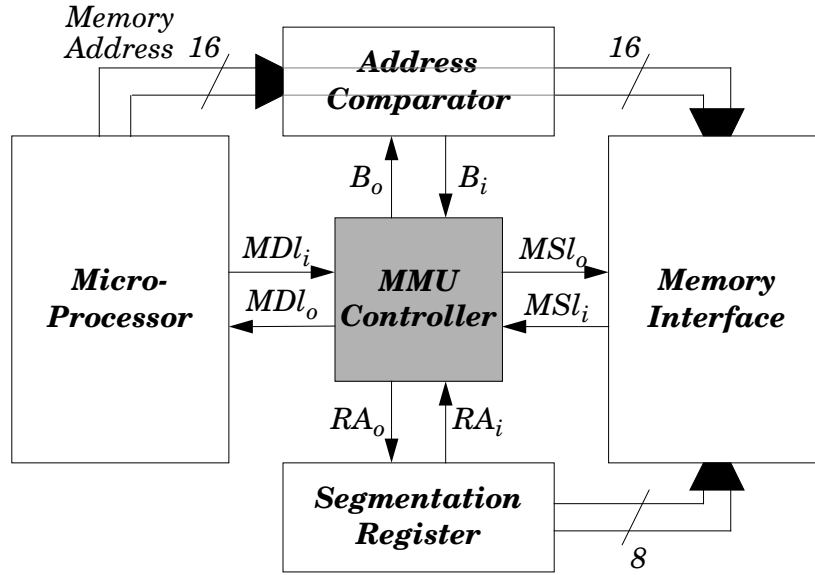 Memory
Address
16
Address
Comparator
16
B_o
B_i
Micro-
Processor
MDl_i
MDl_o
MMU
Controller
MSl_o
MSl_i
Memory
Interface
RA_o
RA_i
Segmentation
Register
8